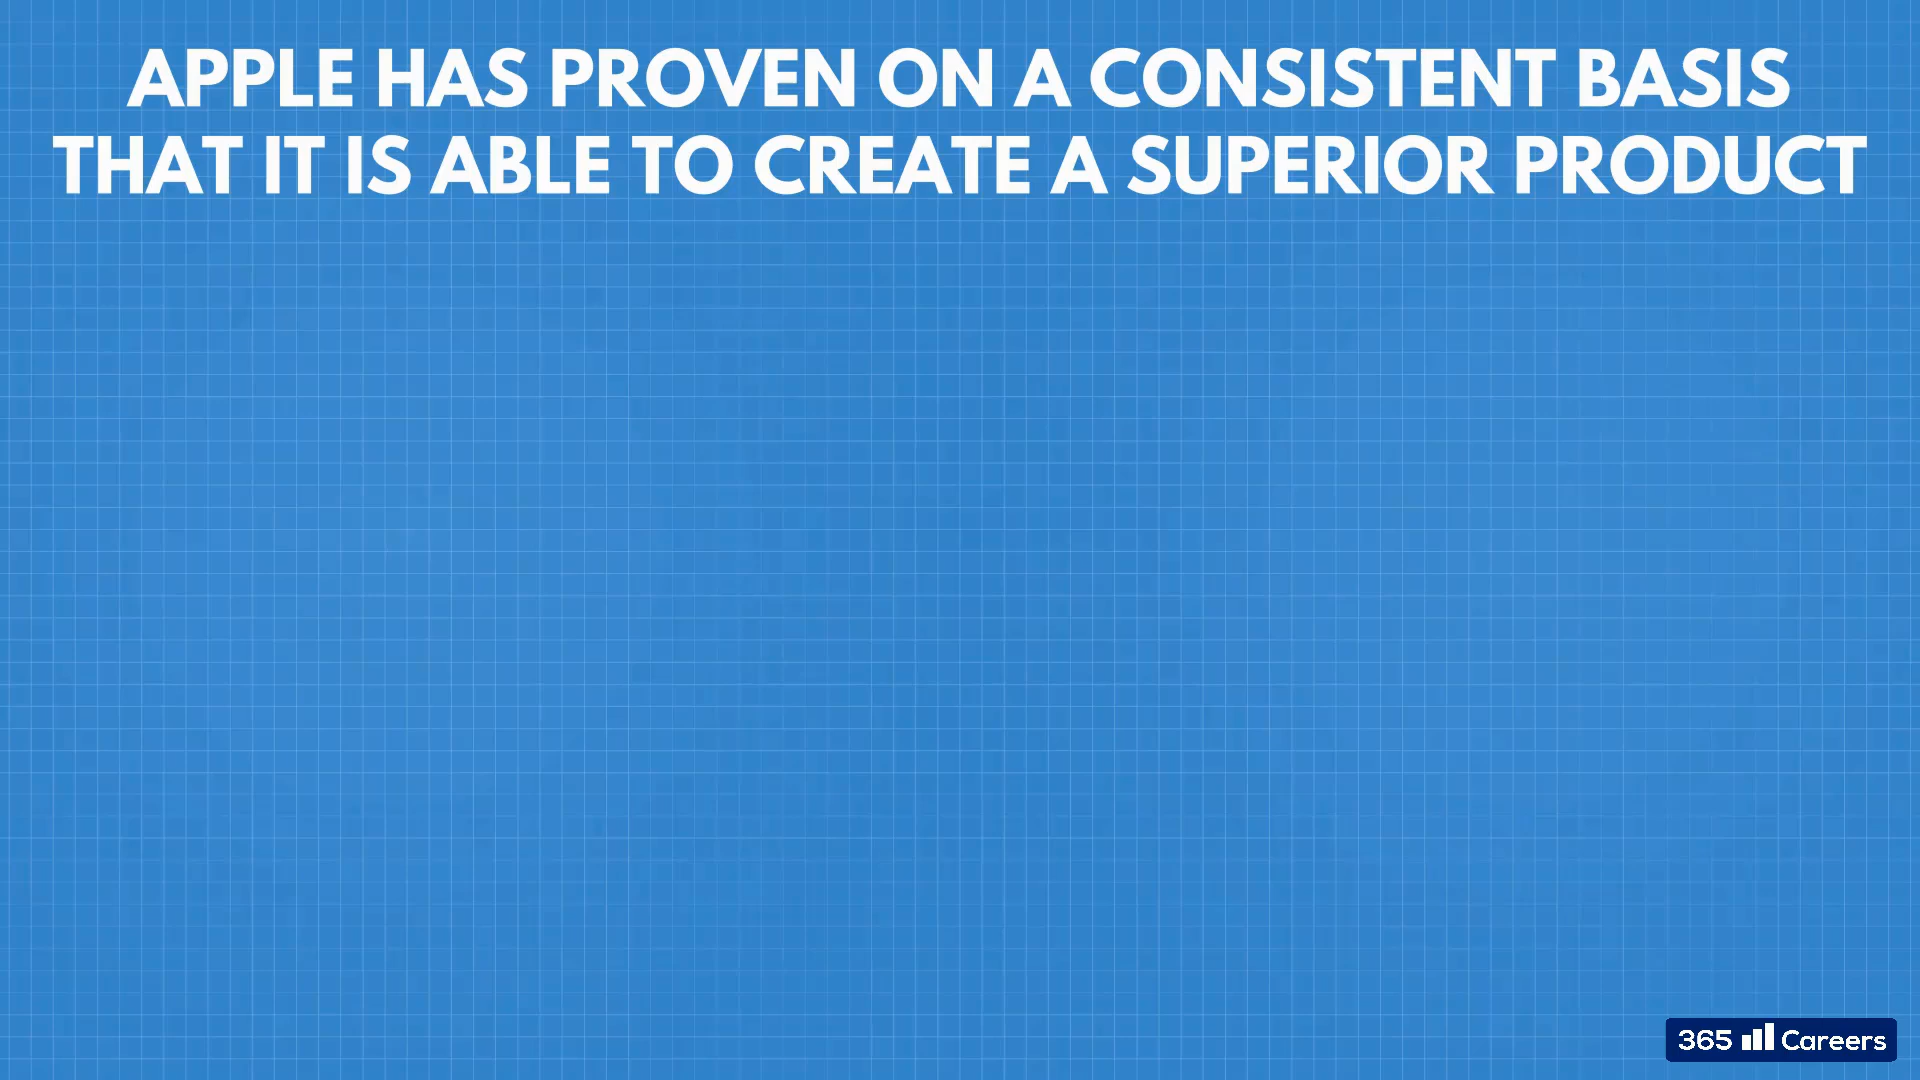 APPLE HAS PROVEN ON A CONSISTENT BASIS
THAT IT IS ABLE TO CREATE A SUPERIOR PRODUCT
365 Careers